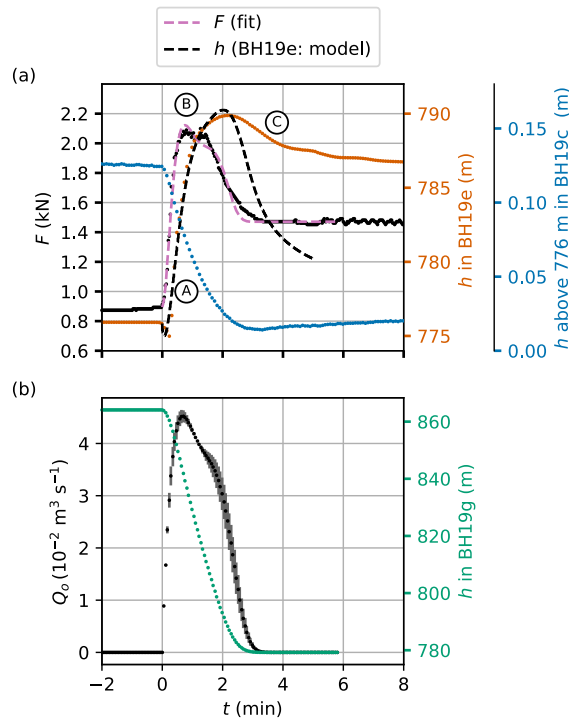 F (fit)
h (BH19e: model)
(a)
B
C
A
2.2
2.0
1.8
1.6
1.4
1.2
1.0
0.8
0.6
F (kN)
790
785
780
775
h in BH19e (m)
0.15
0.10
0.05
0.00
h above 776 m in BH19c (m)
(b)
4
3
2
1
0
Qₒ (10⁻² m³ s⁻¹)
860
840
820
800
780
h in BH19g (m)
−2 0 2 4 6 8
t (min)